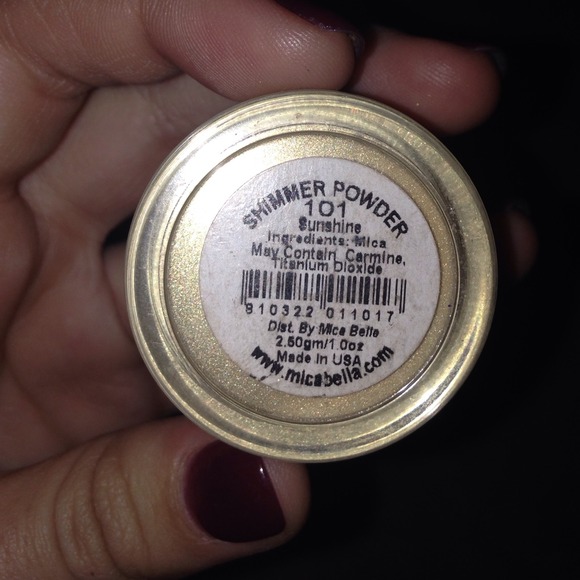 SHIMMER POWDER
101
Sunshine
Ingredients: Mica
May Contain Carmine,
Titanium Dioxide
910322 011017
Dist. By Mica Bella
2.50gm/1.0oz
Made In USA
www.micabella.com